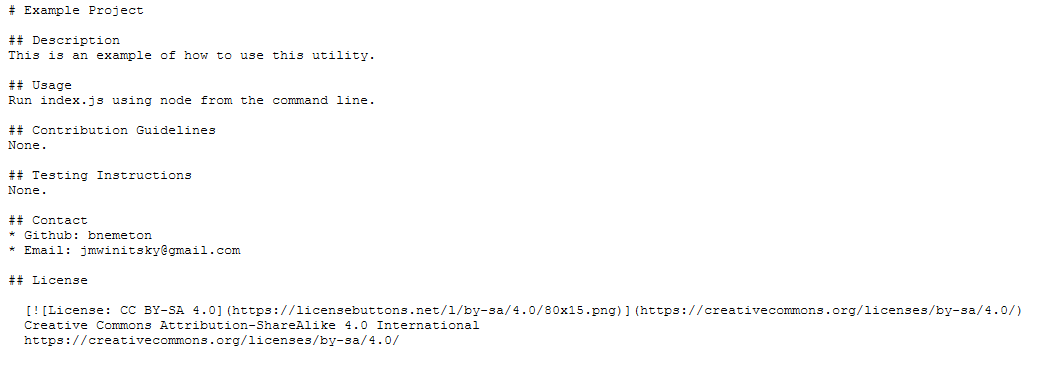 # Example Project
## Description
This is an example of how to use this utility.
## Usage
Run index.js using node from the command line.
## Contribution Guidelines
None.
## Testing Instructions
None.
## Contact
* Github: bnemeton
* Email: jmwinitsky@gmail.com
## License
[![License: CC BY-SA 4.0](https://licensebuttons.net/l/by-sa/4.0/80x15.png)](https://creativecommons.org/licenses/by-sa/4.0/)
Creative Commons Attribution-ShareAlike 4.0 International
https://creativecommons.org/licenses/by-sa/4.0/